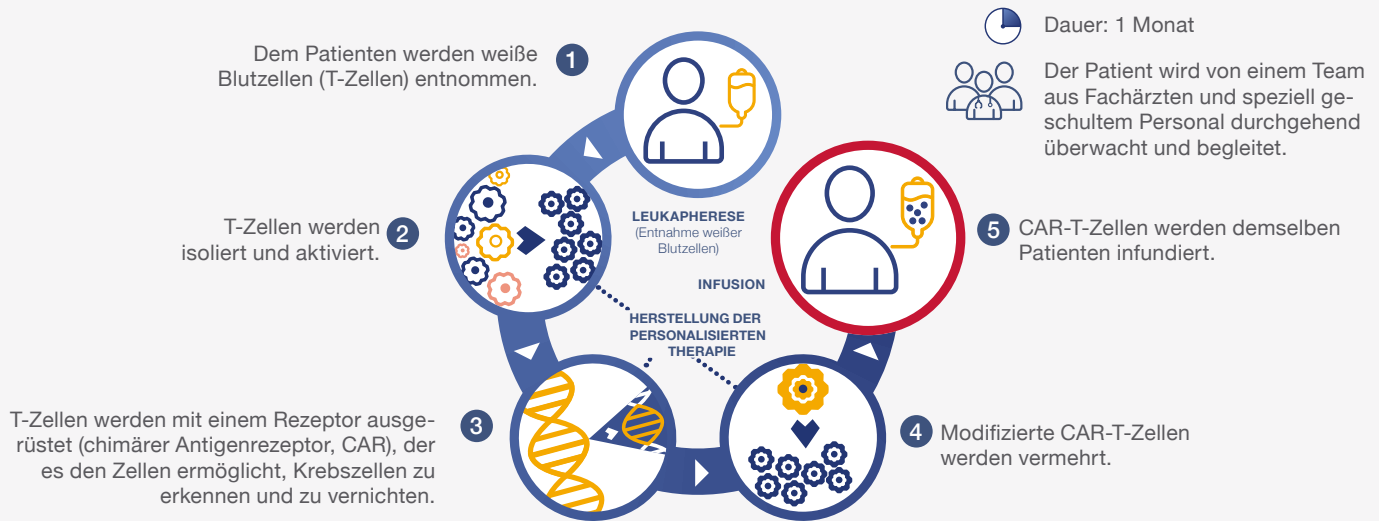 1
Dem Patienten werden weiße
Blutzellen (T-Zellen) entnommen.
2
T-Zellen werden
isoliert und aktiviert.
3
T-Zellen werden mit einem Rezeptor ausge-
rüstet (chimärer Antigenrezeptor, CAR), der
es den Zellen ermöglicht, Krebszellen zu
erkennen und zu vernichten.
4
Modifizierte CAR-T-Zellen
werden vermehrt.
5
CAR-T-Zellen werden demselben
Patienten infundiert.
LEUKAPHERESE
(Entnahme weißer
Blutzellen)
INFUSION
HERSTELLUNG DER
PERSONALISIERTEN
THERAPIE
Dauer: 1 Monat
Der Patient wird von einem Team
aus Fachärzten und speziell ge-
schultem Personal durchgehend
überwacht und begleitet.